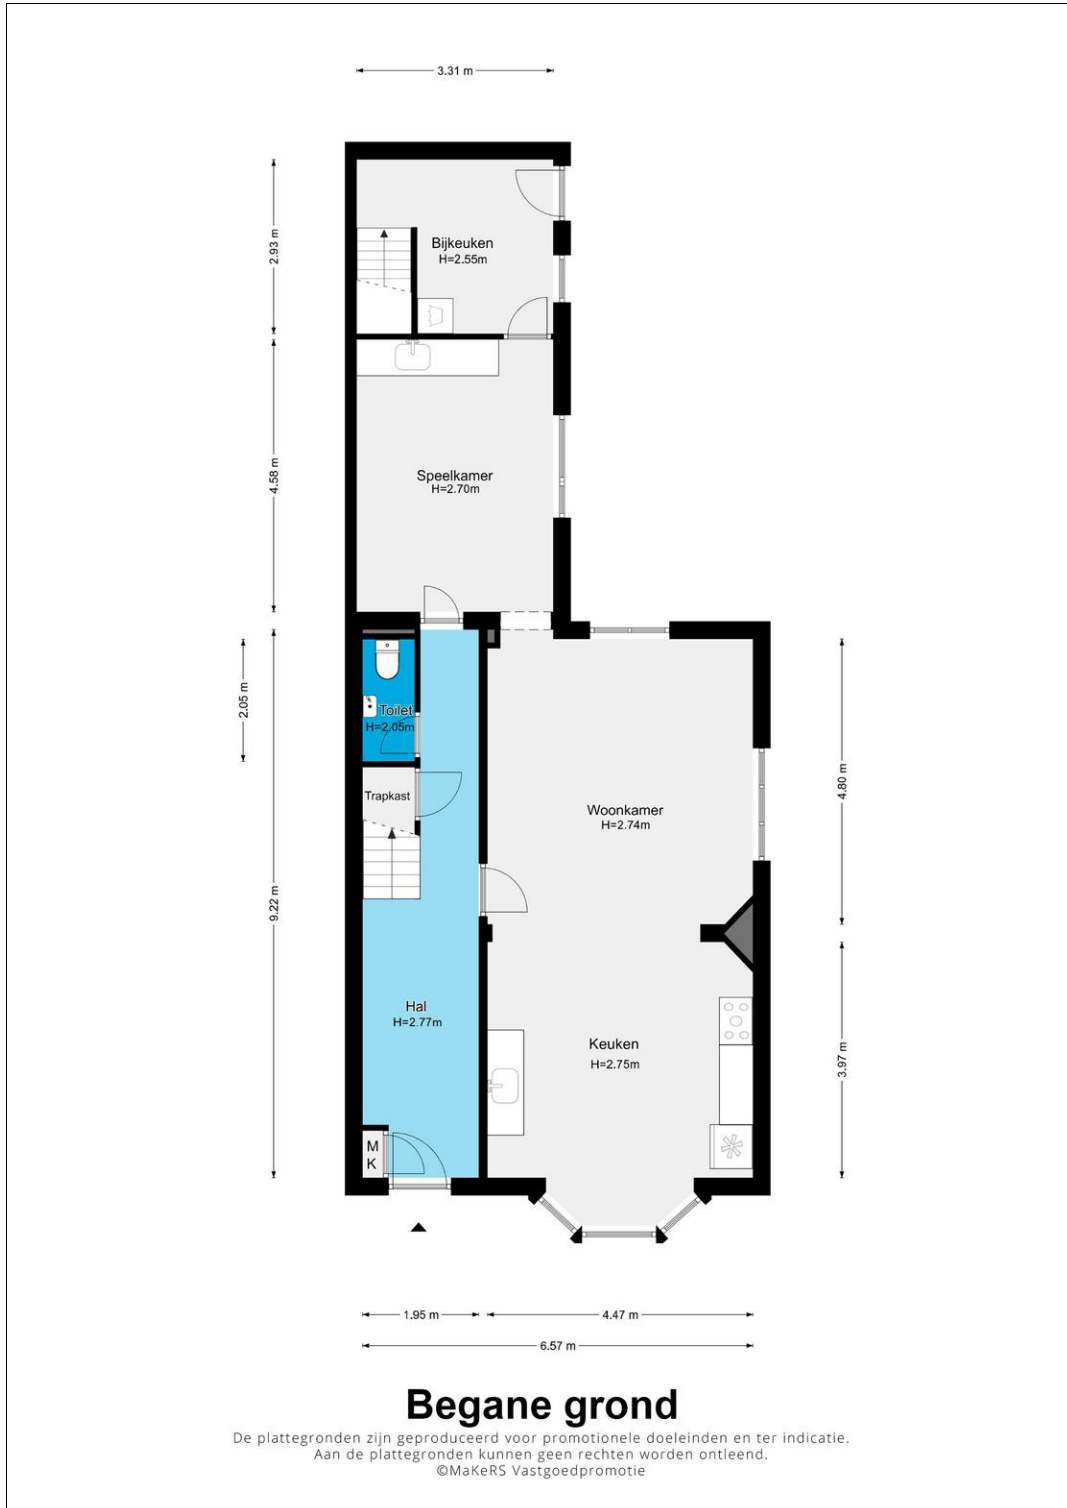 3.31 m
2.93 m
Bijkeuken
H=2.55m
4.58 m
Speelkamer
H=2.70m
2.05 m
Toilet
H=2.05m
Trapkast
Woonkamer
H=2.74m
4.80 m
9.22 m
Hal
H=2.77m
Keuken
H=2.75m
3.97 m
M
K
1.95 m
4.47 m
6.57 m
Begane grond
De plattegronden zijn geproduceerd voor promotionele doeleinden en ter indicatie.
Aan de plattegronden kunnen geen rechten worden ontleend.
©MaKeRS Vastgoedpromotie